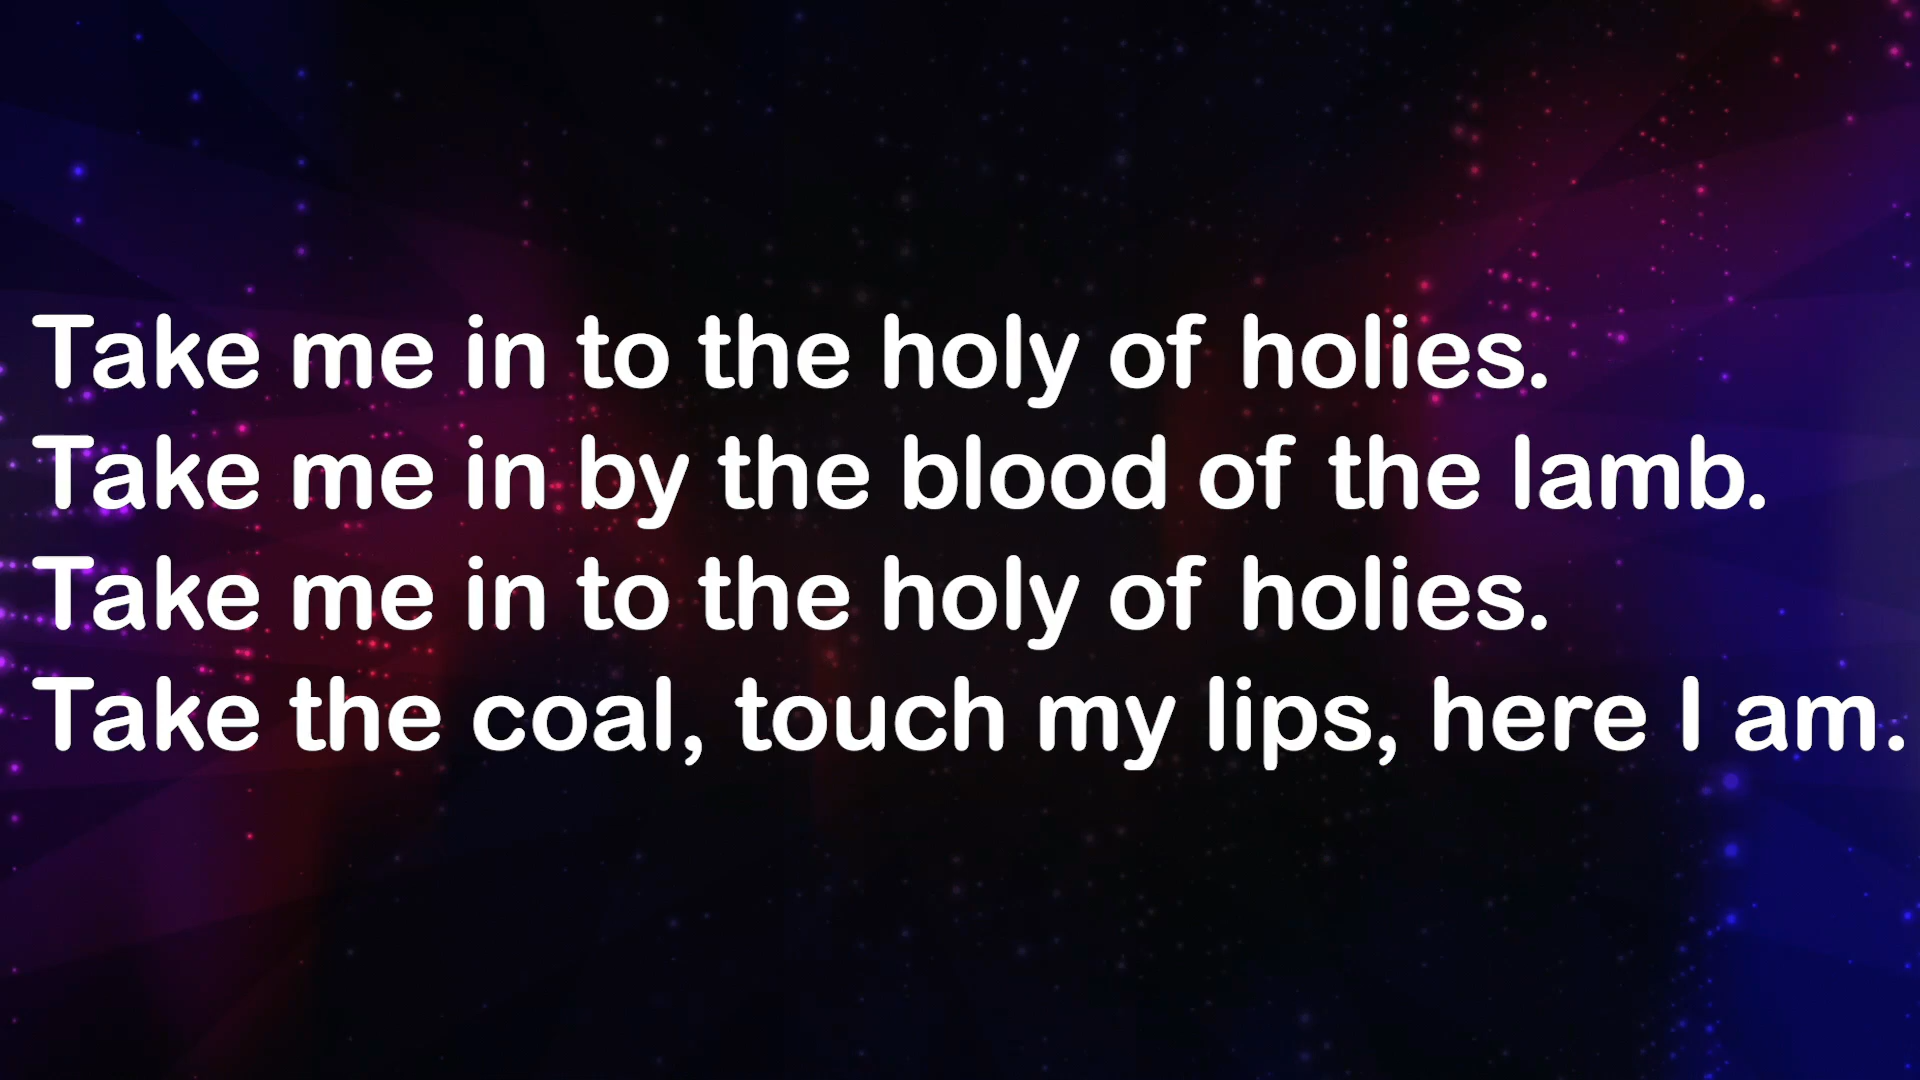 Take me in to the holy of holies.
Take me in by the blood of the lamb.
Take me in to the holy of holies.
Take the coal, touch my lips, here I am.